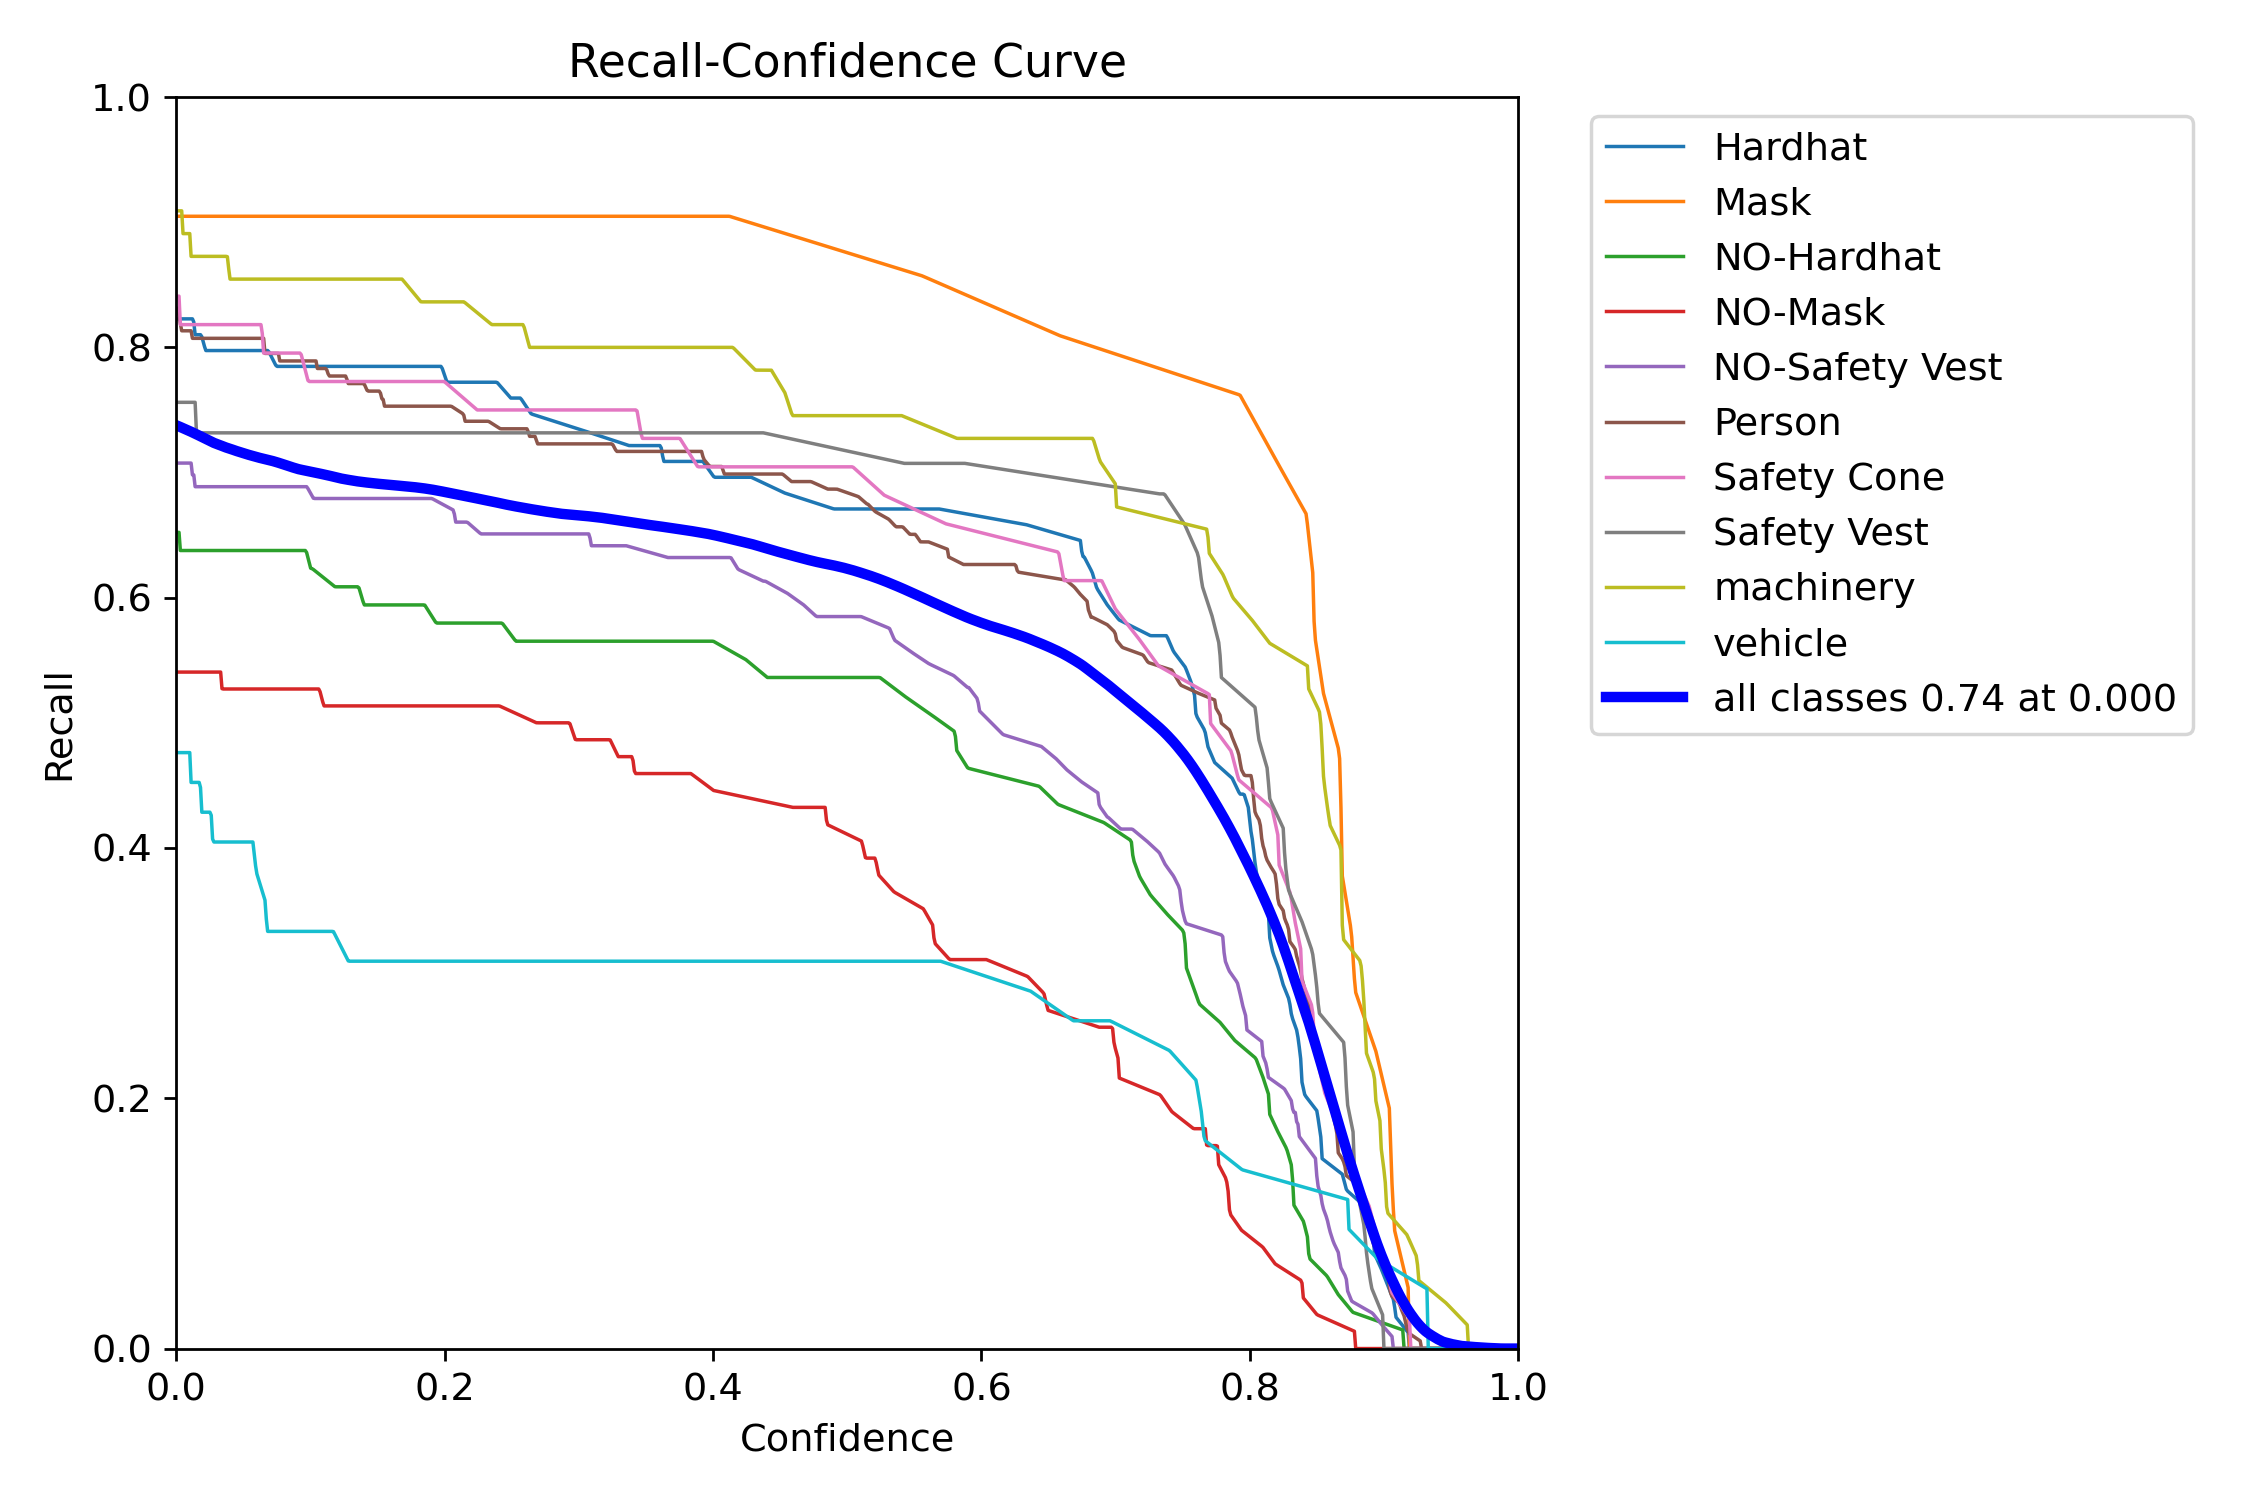 Recall-Confidence Curve
1.0
0.8
0.6
0.4
0.2
0.0
Recall
0.0 0.2 0.4 0.6 0.8 1.0
Confidence
Hardhat
Mask
NO-Hardhat
NO-Mask
NO-Safety Vest
Person
Safety Cone
Safety Vest
machinery
vehicle
all classes 0.74 at 0.000